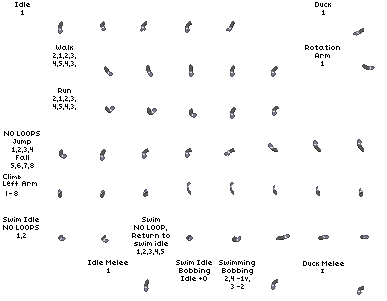 Idle
1
Duck
1
Walk
2,1,2,3,
4,5,4,3,
Rotation
Arm
1
Run
2,1,2,3,
4,5,4,3,
NO LOOPS
Jump
1,2,3,4
Fall
5,6,7,8
Climb
Left Arm
1-8
Swim Idle
NO LOOPS
1,2
Swim
NO LOOP,
Return to
swim idle
1,2,3,4,5
Swim Idle
Bobbing
Idle +0
Swimming
Bobbing
2,4 -1y,
3 -2
Idle Melee
1
Duck Melee
1